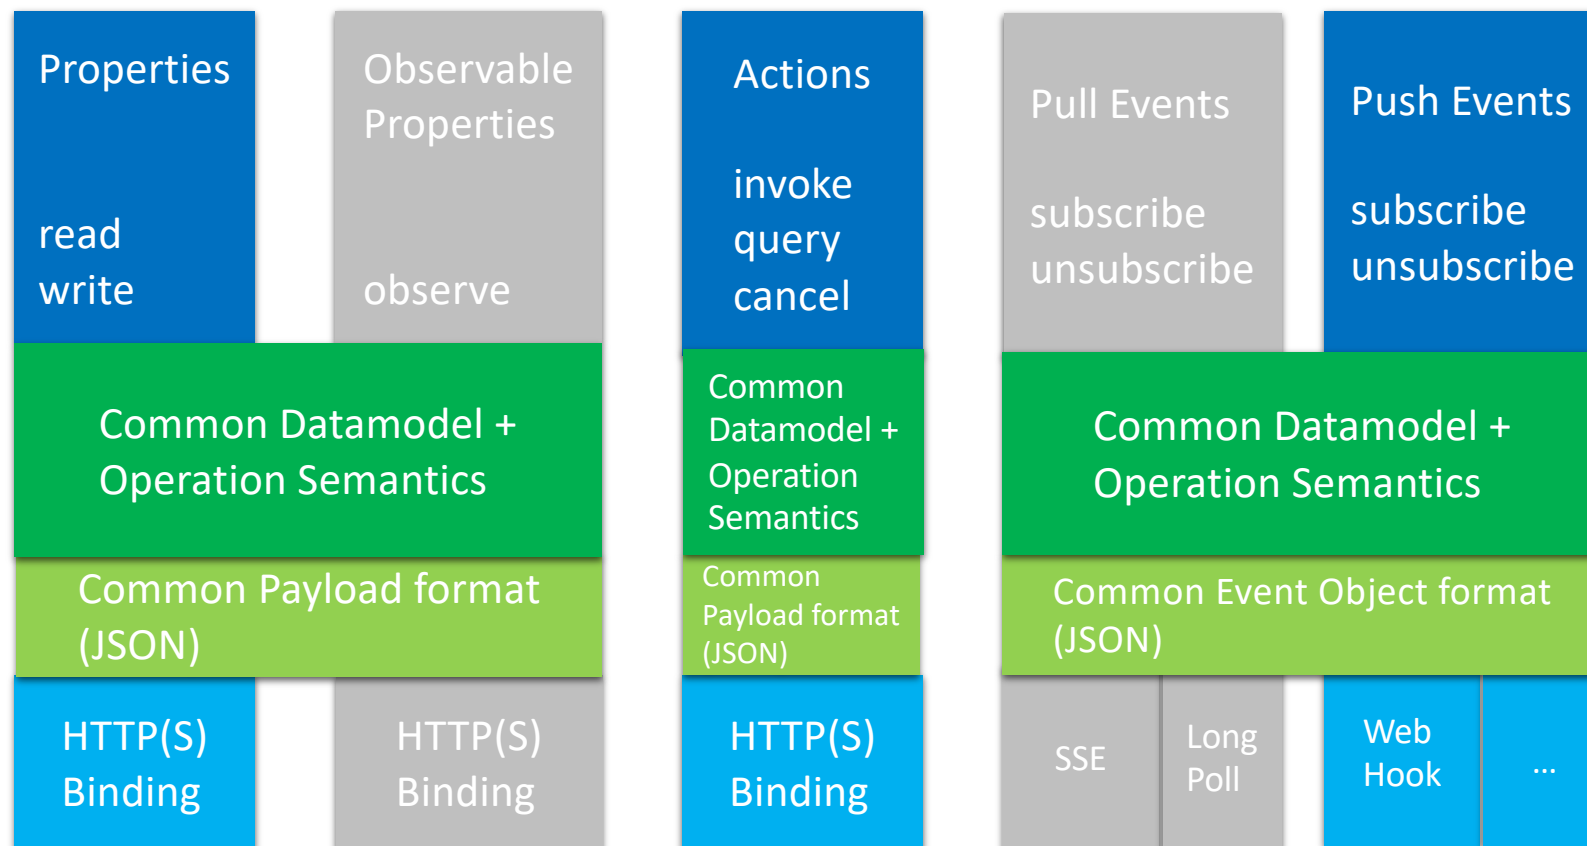 Properties
read
write
Observable
Properties
observe
Actions
invoke
query
cancel
Pull Events
subscribe
unsubscribe
Push Events
subscribe
unsubscribe
Common Datamodel +
Operation Semantics
Common
Datamodel +
Operation
Semantics
Common Datamodel +
Operation Semantics
Common Payload format
(JSON)
Common
Payload format
(JSON)
Common Event Object format
(JSON)
HTTP(S)
Binding
HTTP(S)
Binding
HTTP(S)
Binding
SSE
Long
Poll
Web
Hook
...